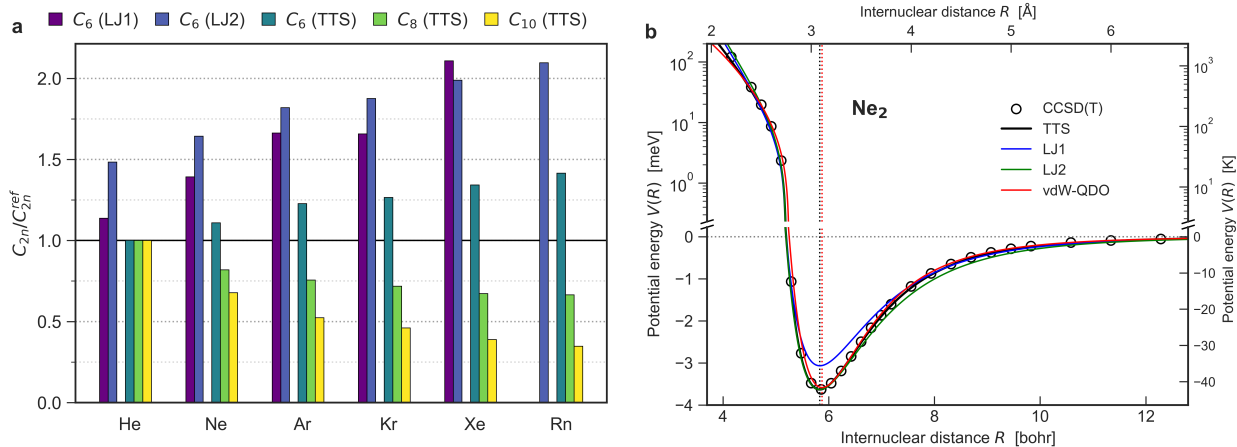 a
C6 (LJ1) C6 (LJ2) C6 (TTS) C8 (TTS) C10 (TTS)
C2n/C2n^ref
2.0
1.5
1.0
0.5
0.0
He Ne Ar Kr Xe Rn
b
Internuclear distance R [Å]
2 3 4 5 6
Potential energy V(R) [meV]
10^2
10^1
10^0
0
−1
−2
−3
−4
Ne2
CCSD(T)
TTS
LJ1
LJ2
vdW-QDO
10^3
10^2
10^1
0
−10
−20
−30
−40
Potential energy V(R) [K]
4 6 8 10 12
Internuclear distance R [bohr]